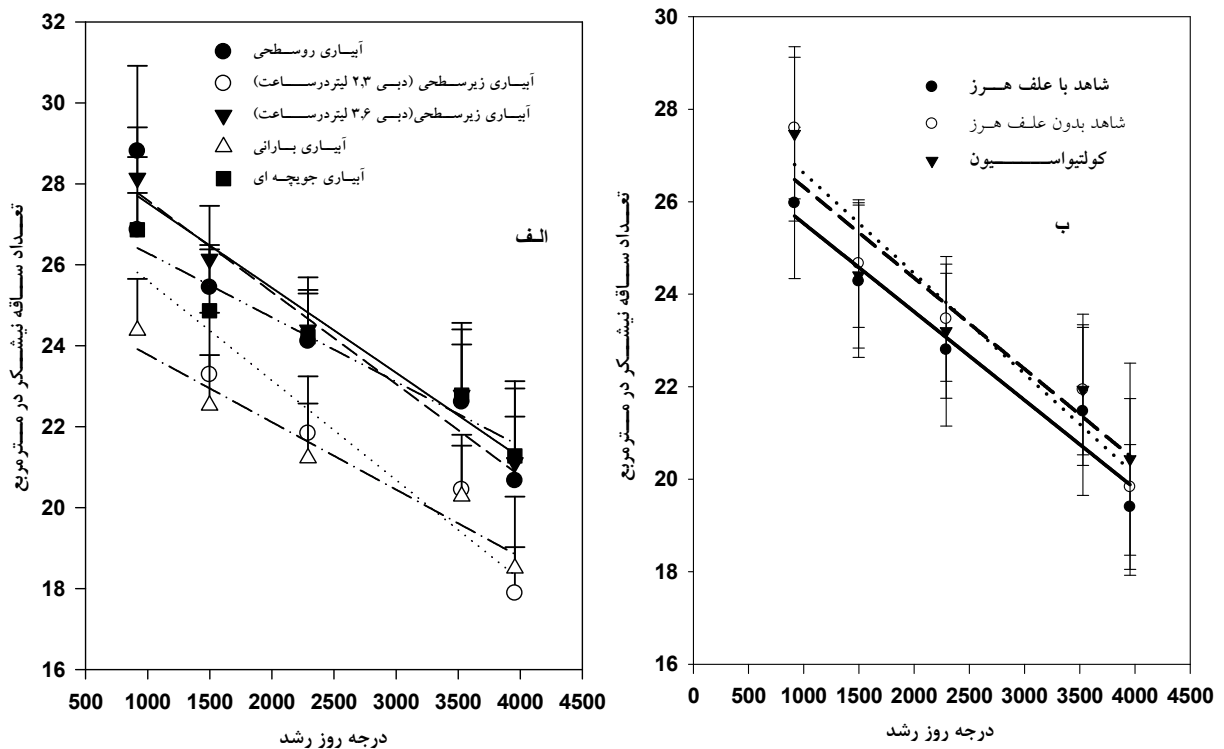 32
30
28
26
24
22
20
18
16
500 1000 1500 2000 2500 3000 3500 4000 4500
درجه روز رشد
تعداد ساقه نیشکر در مترمربع
آبیاری روسطحی
آبیاری زیرسطحی (دبی ۲,۳ لیتردرساعت)
آبیاری زیرسطحی(دبی ۳,۶ لیتردرساعت)
آبیاری بارانی
آبیاری جویچه ای
الف
30
28
26
24
22
20
18
16
0 500 1000 1500 2000 2500 3000 3500 4000 4500
درجه روز رشد
تعداد ساقه نیشکر در مترمربع
شاهد با علف هرز
شاهد بدون علف هرز
کولتیواسیون
ب